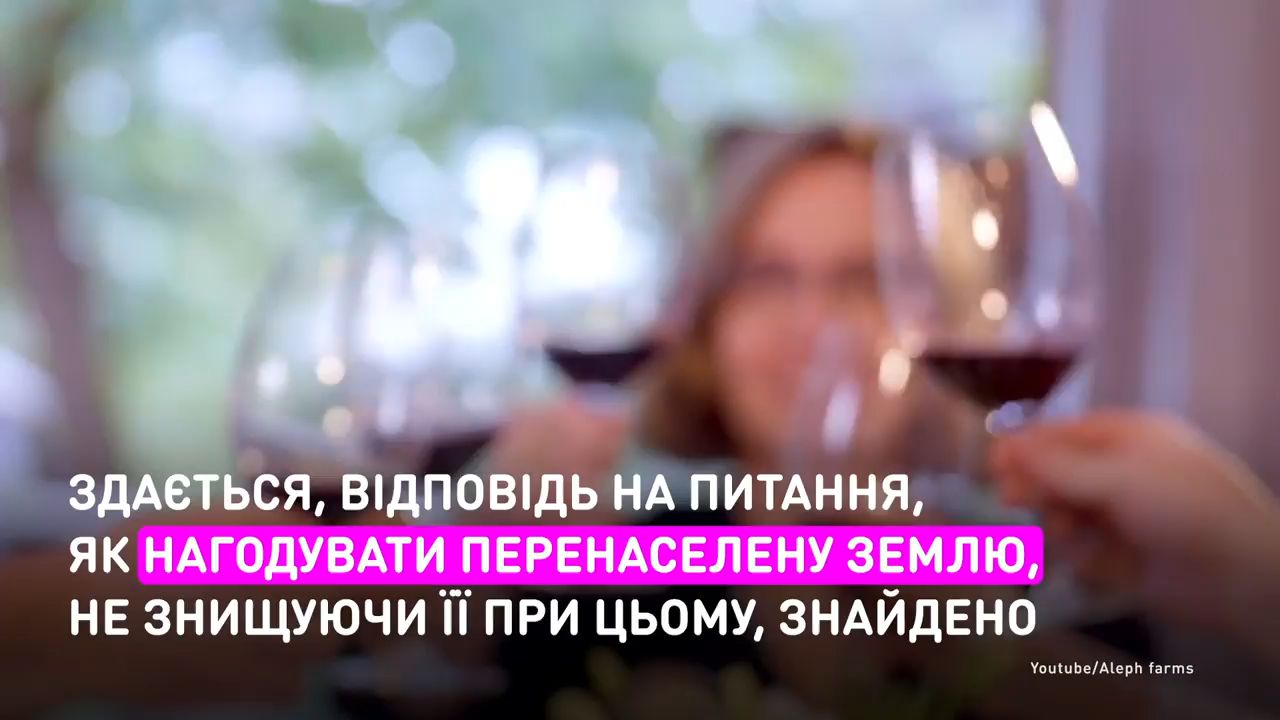 ЗДАЄТЬСЯ, ВІДПОВІДЬ НА ПИТАННЯ,
ЯК НАГОДУВАТИ ПЕРЕНАСЕЛЕНУ ЗЕМЛЮ,
НЕ ЗНИЩУЮЧИ ЇЇ ПРИ ЦЬОМУ, ЗНАЙДЕНО
Youtube/Aleph farms